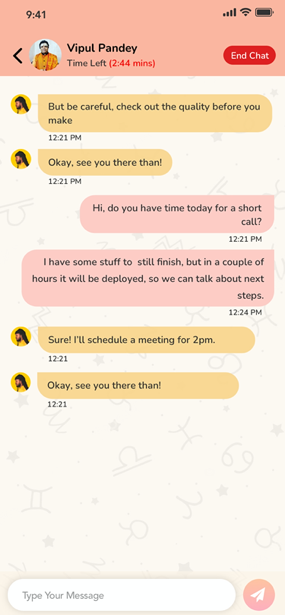 9:41
Vipul Pandey
Time Left (2:44 mins)
End Chat
But be careful, check out the quality before you
make
12:21 PM
Okay, see you there than!
12:21 PM
Hi, do you have time today for a short
call?
12:21 PM
I have some stuff to still finish, but in a couple of
hours it will be deployed, so we can talk about next
steps.
12:24 PM
Sure! I'll schedule a meeting for 2pm.
12:21
Okay, see you there than!
12:21
Type Your Message